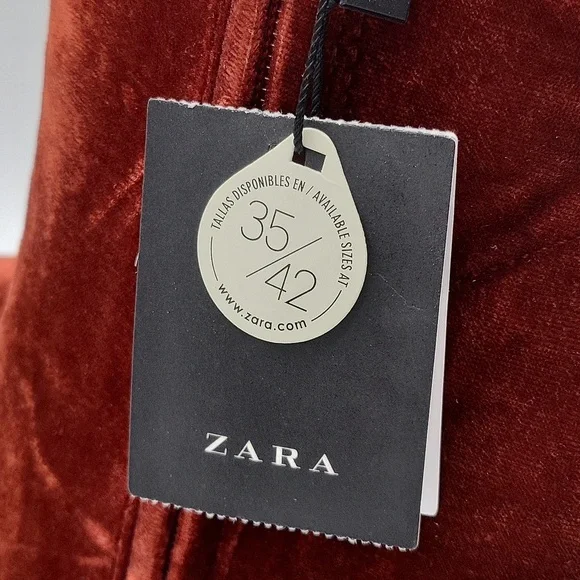 TALLAS DISPONIBLES EN / AVAILABLE SIZES AT
35/42
www.zara.com
ZARA